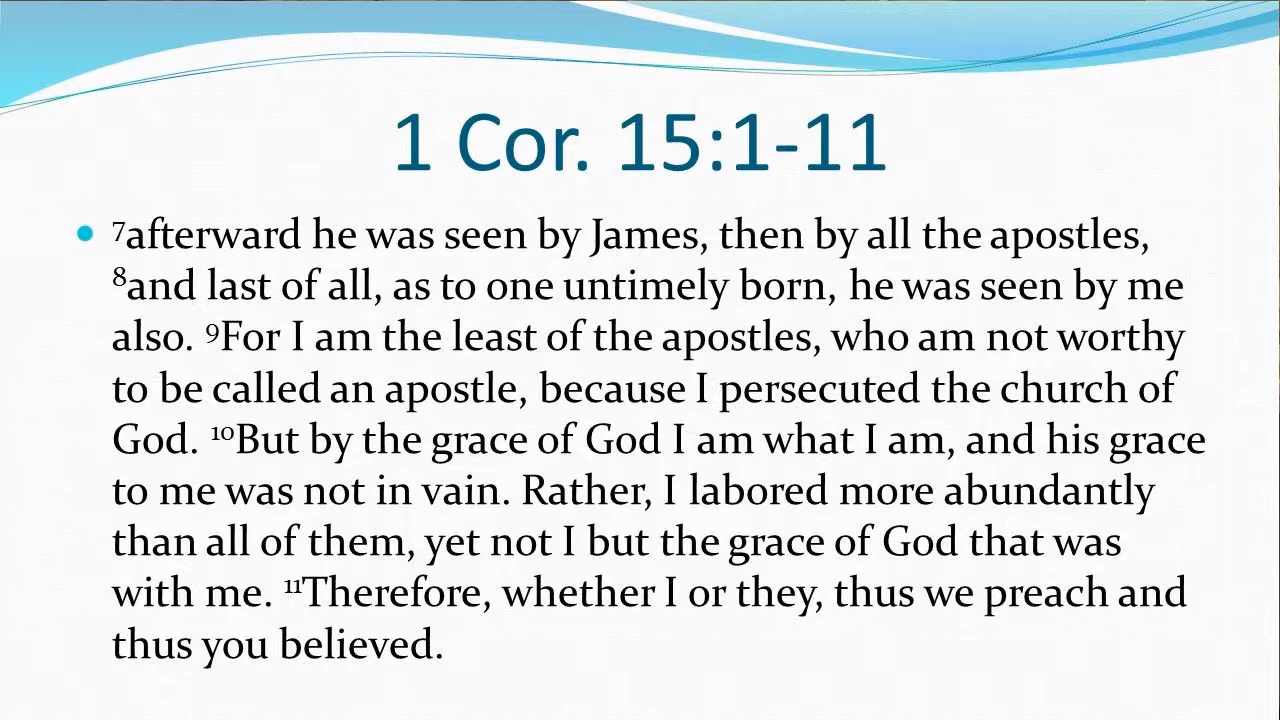 1 Cor. 15:1-11
• ⁷afterward he was seen by James, then by all the apostles,
⁸and last of all, as to one untimely born, he was seen by me
also. ⁹For I am the least of the apostles, who am not worthy
to be called an apostle, because I persecuted the church of
God. ¹⁰But by the grace of God I am what I am, and his grace
to me was not in vain. Rather, I labored more abundantly
than all of them, yet not I but the grace of God that was
with me. ¹¹Therefore, whether I or they, thus we preach and
thus you believed.